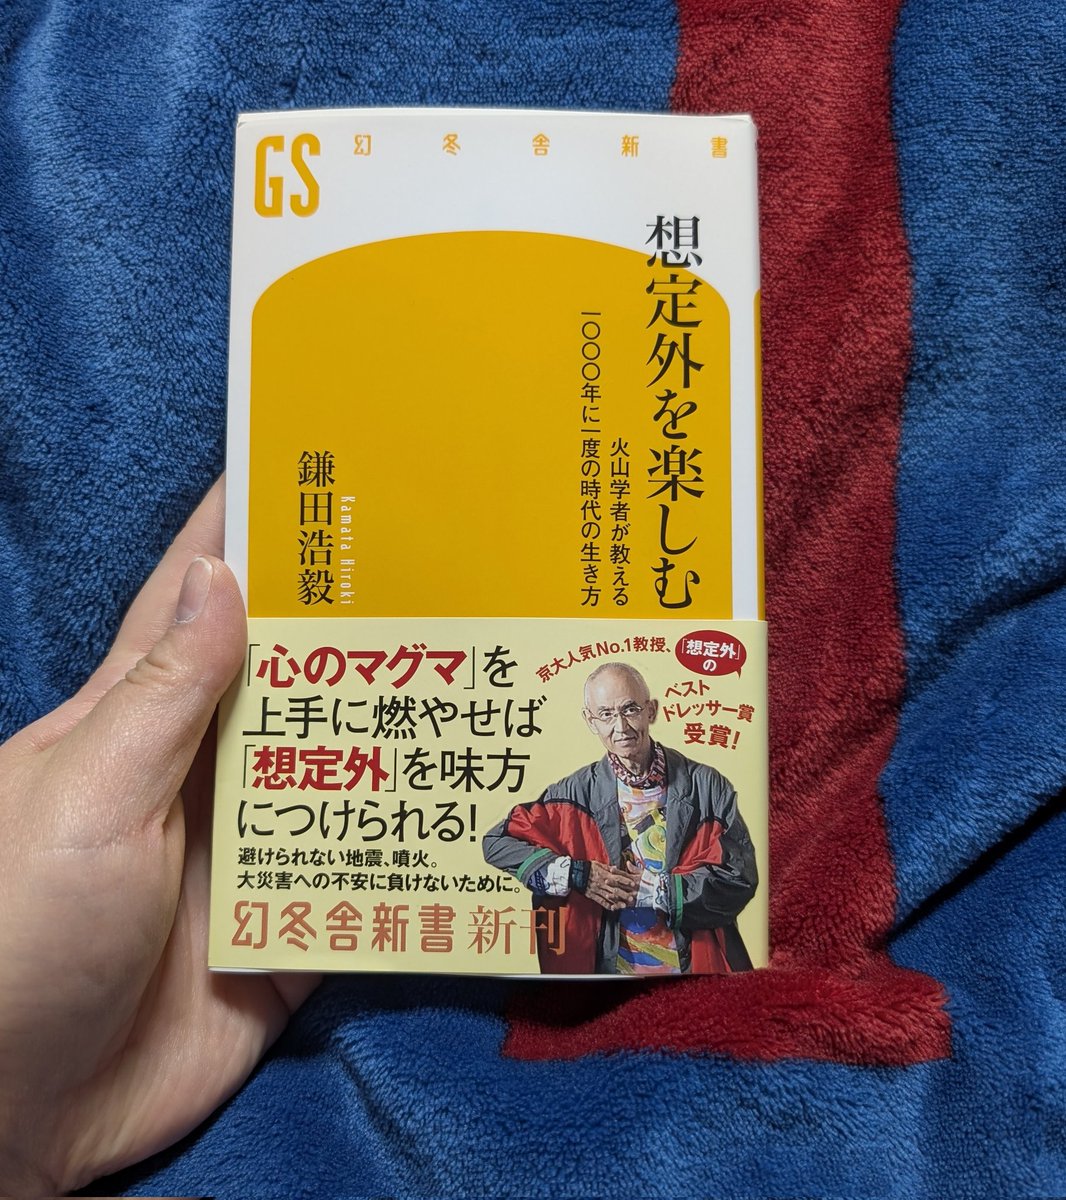 GS
幻冬舎新書
想定外を楽しむ
火山学者が教える
一〇〇〇年に一度の時代の生き方
鎌田浩毅
Kamata Hiroki
「心のマグマ」を
上手に燃やせば
「想定外」を味方
につけられる!
避けられない地震、噴火。
大災害への不安に負けないために。
幻冬舎新書 新刊
京大人気No.1教授、
「想定外」
の
ベスト
ドレッサー賞
受賞!